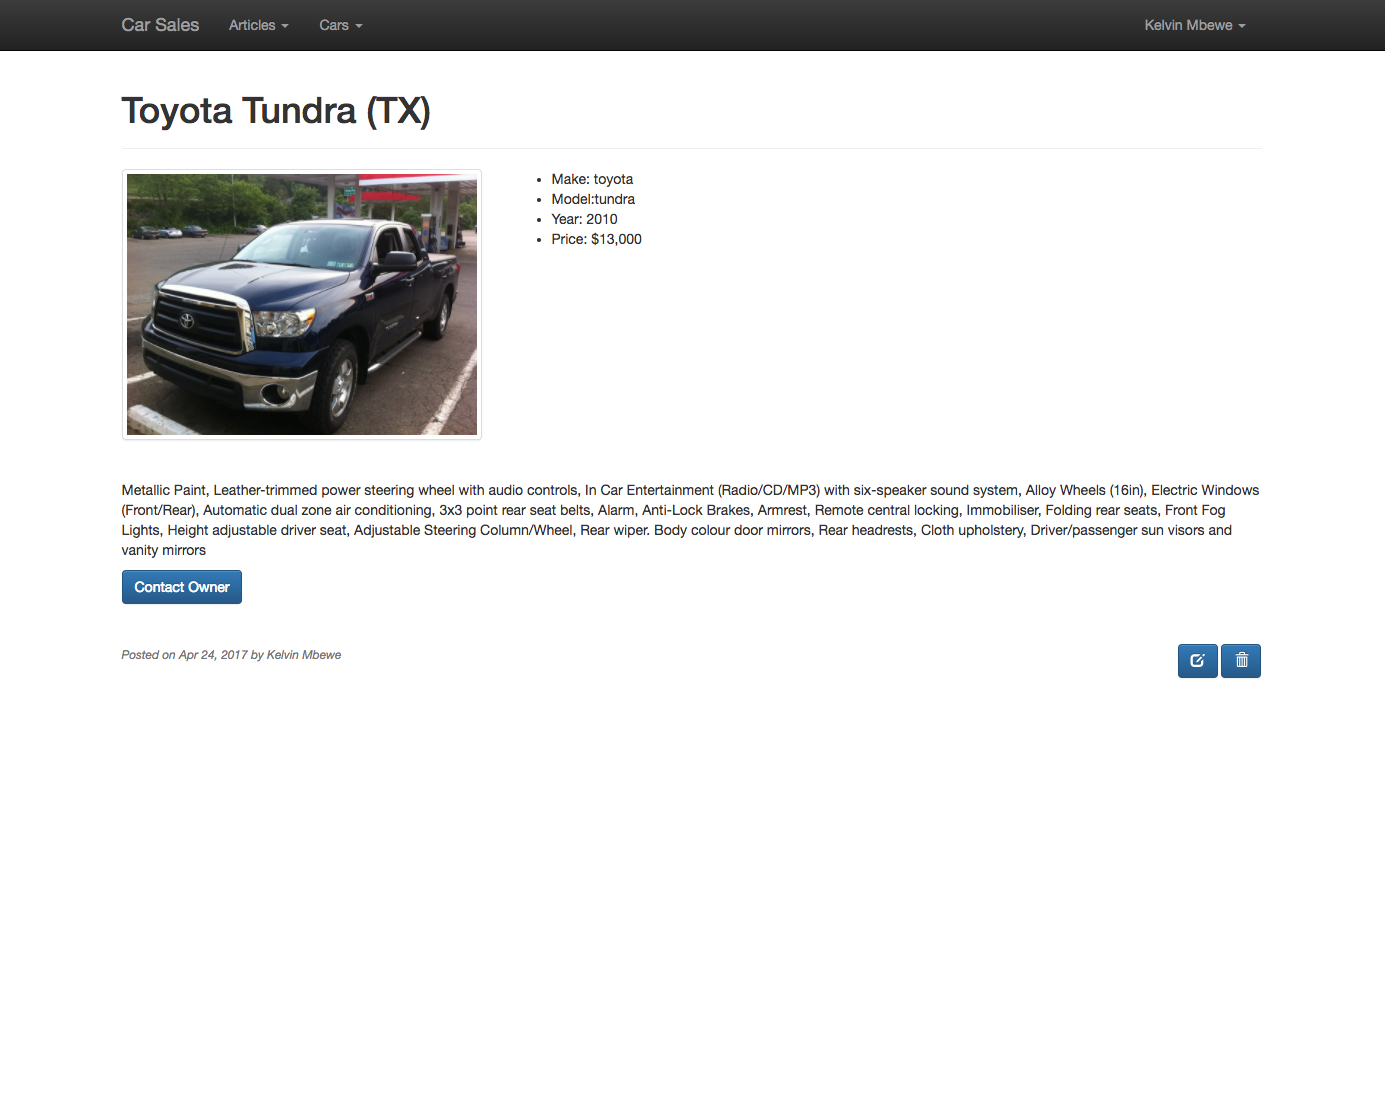 Car Sales Articles Cars Kelvin Mbewe
Toyota Tundra (TX)
Make: toyota
Model:tundra
Year: 2010
Price: $13,000
Metallic Paint, Leather-trimmed power steering wheel with audio controls, In Car Entertainment (Radio/CD/MP3) with six-speaker sound system, Alloy Wheels (16in), Electric Windows
(Front/Rear), Automatic dual zone air conditioning, 3x3 point rear seat belts, Alarm, Anti-Lock Brakes, Armrest, Remote central locking, Immobiliser, Folding rear seats, Front Fog
Lights, Height adjustable driver seat, Adjustable Steering Column/Wheel, Rear wiper. Body colour door mirrors, Rear headrests, Cloth upholstery, Driver/passenger sun visors and
vanity mirrors
Contact Owner
Posted on Apr 24, 2017 by Kelvin Mbewe